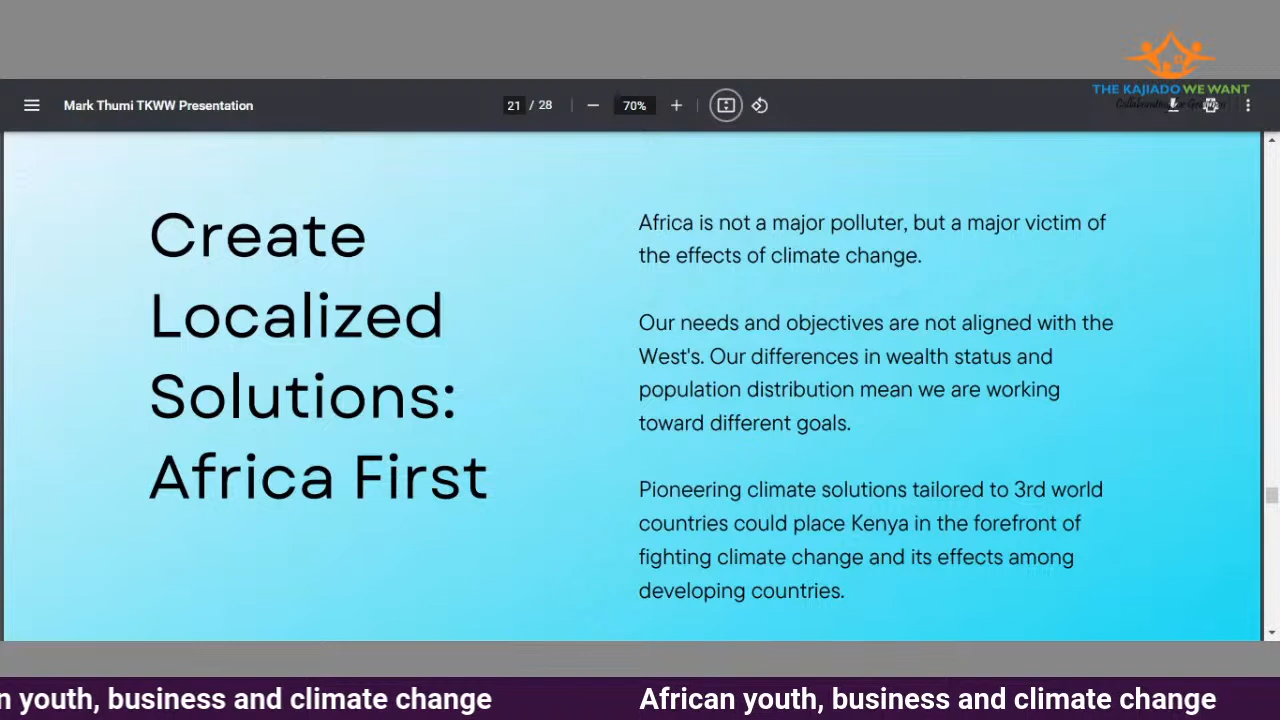 THE KAJIADO WE WANT
Mark Thumi TKWW Presentation
21 / 28
70%
Create
Localized
Solutions:
Africa First
Africa is not a major polluter, but a major victim of
the effects of climate change.
Our needs and objectives are not aligned with the
West's. Our differences in wealth status and
population distribution mean we are working
toward different goals.
Pioneering climate solutions tailored to 3rd world
countries could place Kenya in the forefront of
fighting climate change and its effects among
developing countries.
n youth, business and climate change
African youth, business and climate change